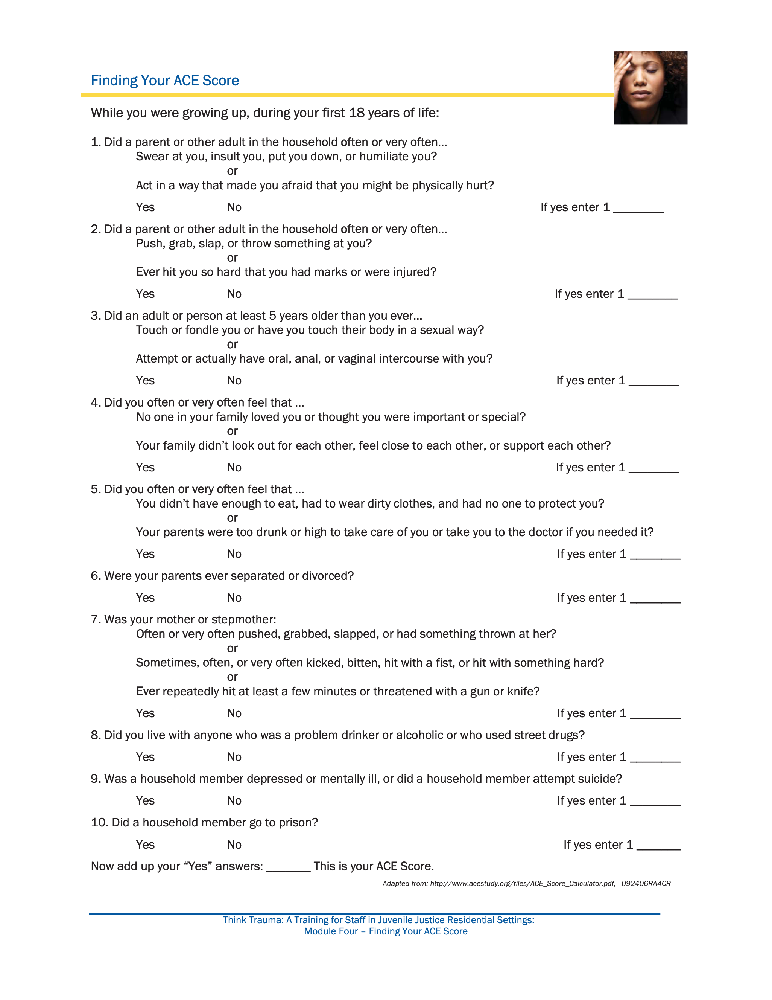 Finding Your ACE Score
While you were growing up, during your first 18 years of life:
1. Did a parent or other adult in the household often or very often…
Swear at you, insult you, put you down, or humiliate you?
or
Act in a way that made you afraid that you might be physically hurt?
Yes No If yes enter 1 ________
2. Did a parent or other adult in the household often or very often…
Push, grab, slap, or throw something at you?
or
Ever hit you so hard that you had marks or were injured?
Yes No If yes enter 1 ________
3. Did an adult or person at least 5 years older than you ever…
Touch or fondle you or have you touch their body in a sexual way?
or
Attempt or actually have oral, anal, or vaginal intercourse with you?
Yes No If yes enter 1 ________
4. Did you often or very often feel that …
No one in your family loved you or thought you were important or special?
or
Your family didn’t look out for each other, feel close to each other, or support each other?
Yes No If yes enter 1 ________
5. Did you often or very often feel that …
You didn’t have enough to eat, had to wear dirty clothes, and had no one to protect you?
or
Your parents were too drunk or high to take care of you or take you to the doctor if you needed it?
Yes No If yes enter 1 ________
6. Were your parents ever separated or divorced?
Yes No If yes enter 1 ________
7. Was your mother or stepmother:
Often or very often pushed, grabbed, slapped, or had something thrown at her?
or
Sometimes, often, or very often kicked, bitten, hit with a fist, or hit with something hard?
or
Ever repeatedly hit at least a few minutes or threatened with a gun or knife?
Yes No If yes enter 1 ________
8. Did you live with anyone who was a problem drinker or alcoholic or who used street drugs?
Yes No If yes enter 1 ________
9. Was a household member depressed or mentally ill, or did a household member attempt suicide?
Yes No If yes enter 1 ________
10. Did a household member go to prison?
Yes No If yes enter 1 _______
Now add up your “Yes” answers: _______ This is your ACE Score.
Adapted from: http://www.acestudy.org/files/ACE_Score_Calculator.pdf, 092406RA4CR
Think Trauma: A Training for Staff in Juvenile Justice Residential Settings:
Module Four – Finding Your ACE Score